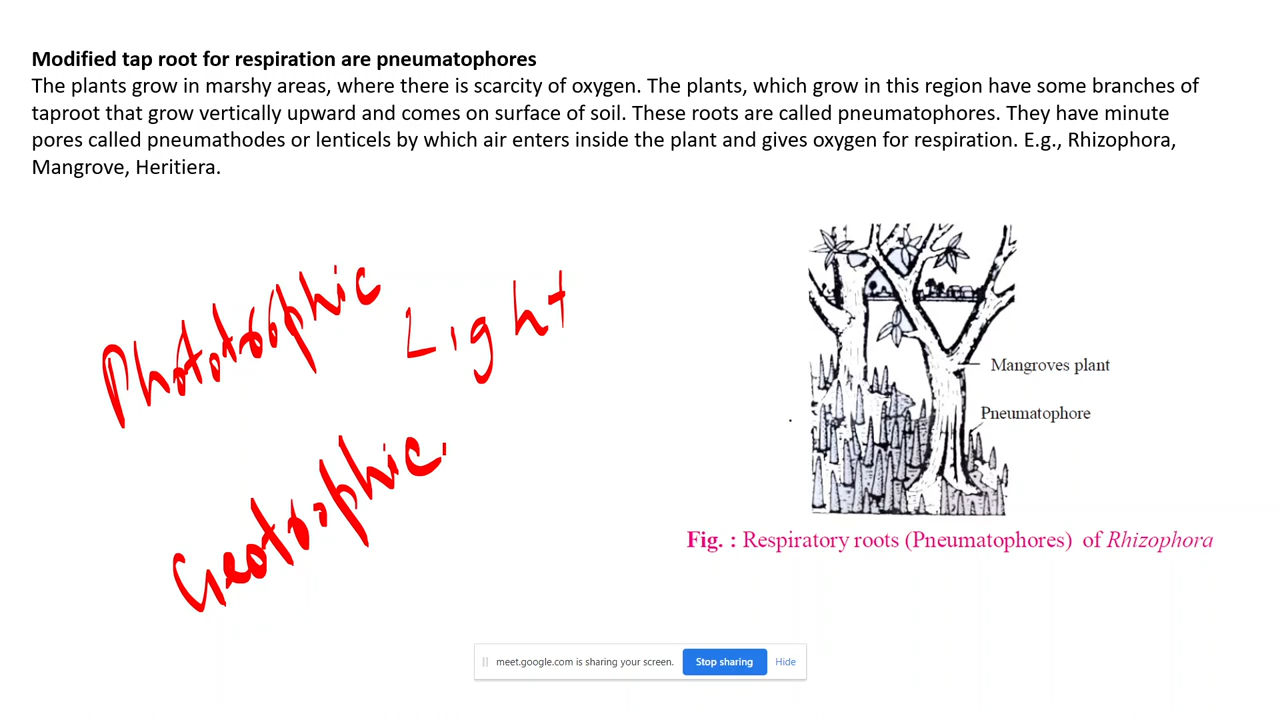 Modified tap root for respiration are pneumatophores
The plants grow in marshy areas, where there is scarcity of oxygen. The plants, which grow in this region have some branches of
taproot that grow vertically upward and comes on surface of soil. These roots are called pneumatophores. They have minute
pores called pneumathodes or lenticels by which air enters inside the plant and gives oxygen for respiration. E.g., Rhizophora,
Mangrove, Heritiera.
Phototrophic Light
Geotrophic
Mangroves plant
Pneumatophore
Fig. : Respiratory roots (Pneumatophores) of Rhizophora
meet.google.com is sharing your screen. Stop sharing Hide